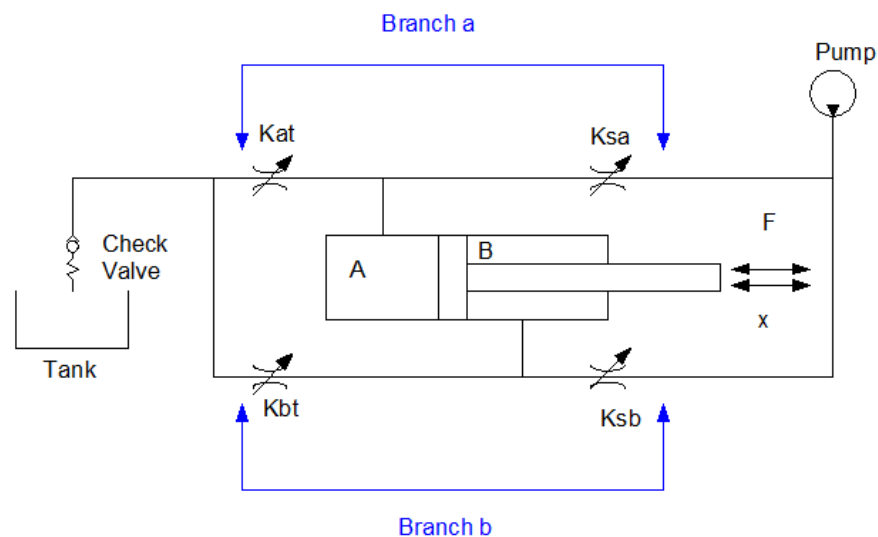 Branch a
Pump
Kat
Ksa
Check
Valve
A
B
F
x
Tank
Kbt
Ksb
Branch b